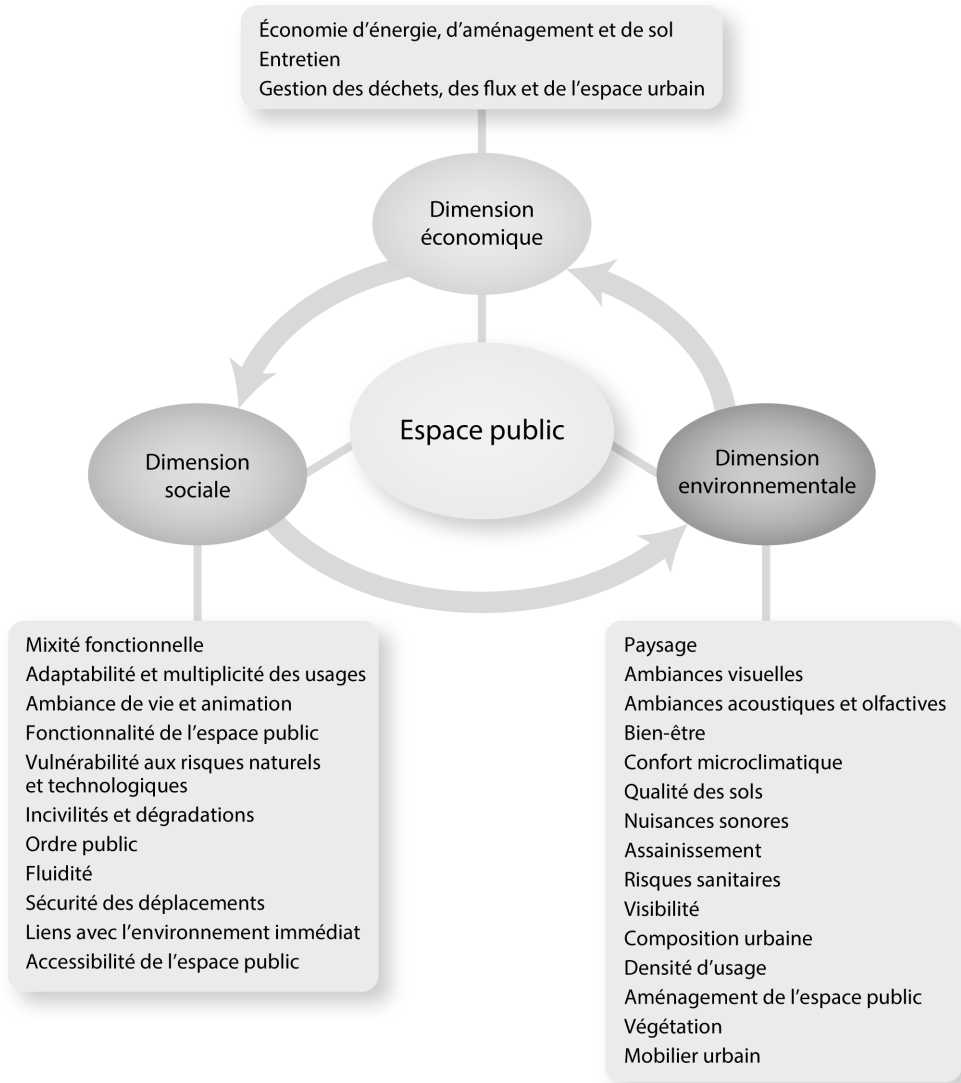 Économie d’énergie, d’aménagement et de sol
Entretien
Gestion des déchets, des flux et de l’espace urbain
Dimension
économique
Espace public
Dimension
sociale
Dimension
environnementale
Mixité fonctionnelle
Adaptabilité et multiplicité des usages
Ambiance de vie et animation
Fonctionnalité de l’espace public
Vulnérabilité aux risques naturels
et technologiques
Incivilités et dégradations
Ordre public
Fluidité
Sécurité des déplacements
Liens avec l’environnement immédiat
Accessibilité de l’espace public
Paysage
Ambiances visuelles
Ambiances acoustiques et olfactives
Bien-être
Confort microclimatique
Qualité des sols
Nuisances sonores
Assainissement
Risques sanitaires
Visibilité
Composition urbaine
Densité d’usage
Aménagement de l’espace public
Végétation
Mobilier urbain